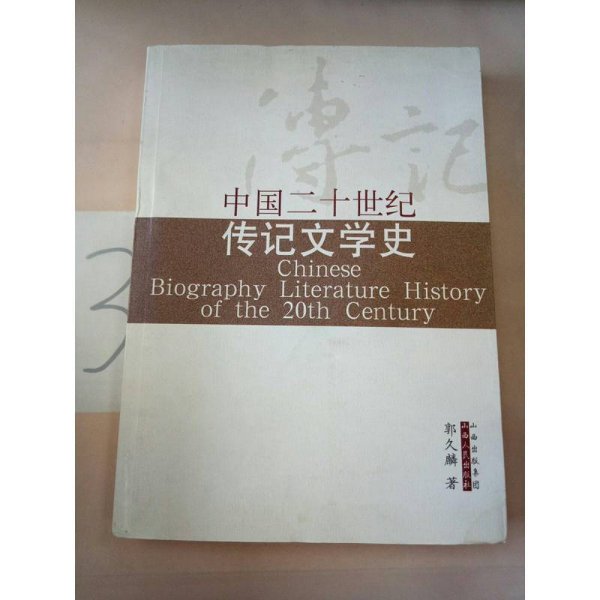 傳記
中国二十世纪
传记文学史
Chinese
Biography Literature History
of the 20th Century
郭久麟 著
山西出版集团
山西人民出版社
3